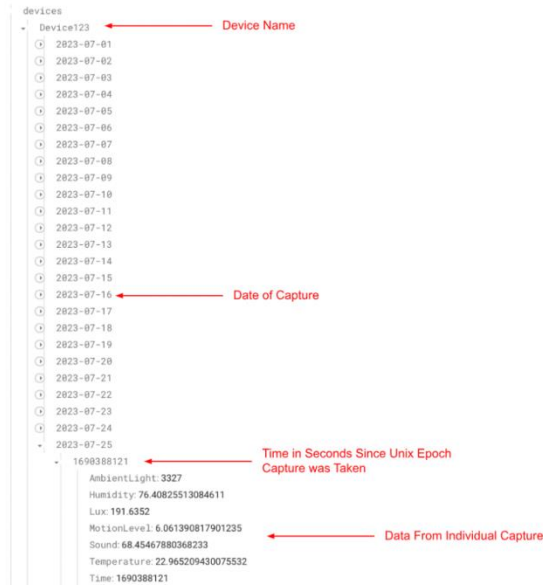 devices
Device123 Device Name
2023-07-01
2023-07-02
2023-07-03
2023-07-04
2023-07-05
2023-07-06
2023-07-07
2023-07-08
2023-07-09
2023-07-10
2023-07-11
2023-07-12
2023-07-13
2023-07-14
2023-07-15
2023-07-16 Date of Capture
2023-07-17
2023-07-18
2023-07-19
2023-07-20
2023-07-21
2023-07-22
2023-07-23
2023-07-24
2023-07-25
Time in Seconds Since Unix Epoch
1690388121 Capture was Taken
AmbientLight: 3327
Humidity: 76.40825513084611
Lux: 191.6352
MotionLevel: 6.061390817901235
Sound: 68.45467880368233 Data From Individual Capture
Temperature: 22.965209430075532
Time: 1690388121